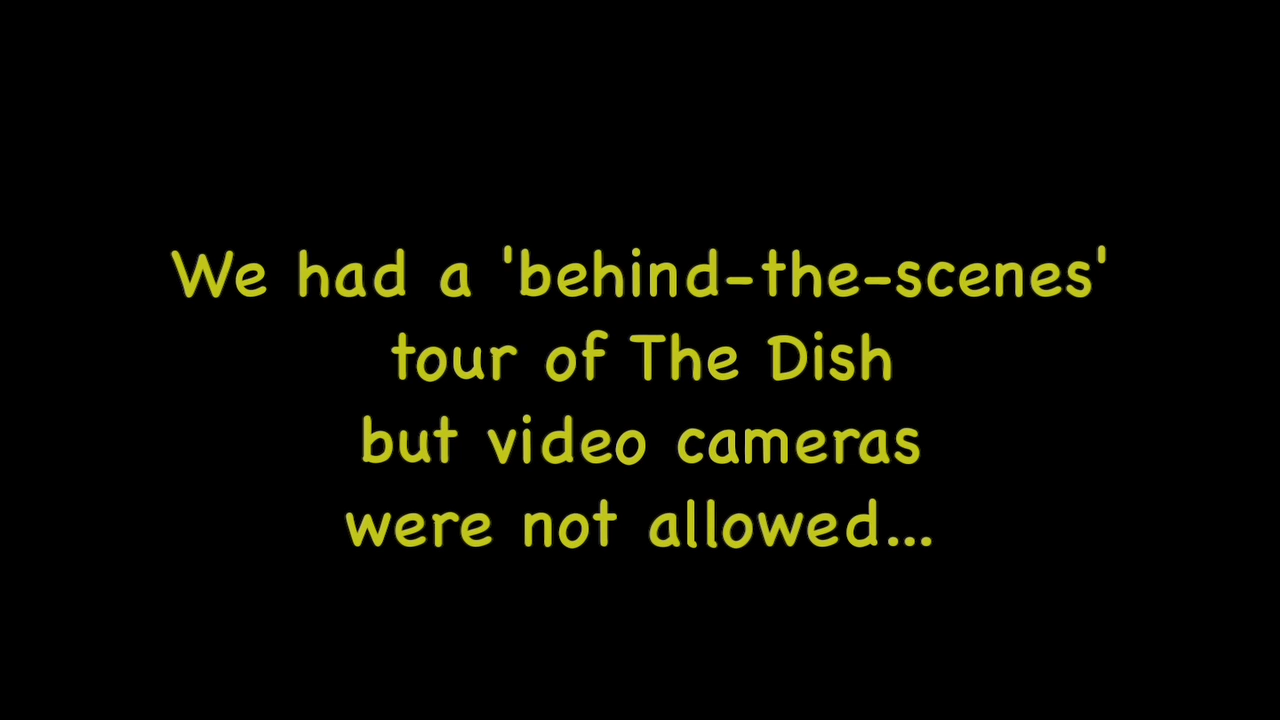 We had a 'behind-the-scenes'
tour of The Dish
but video cameras
were not allowed...